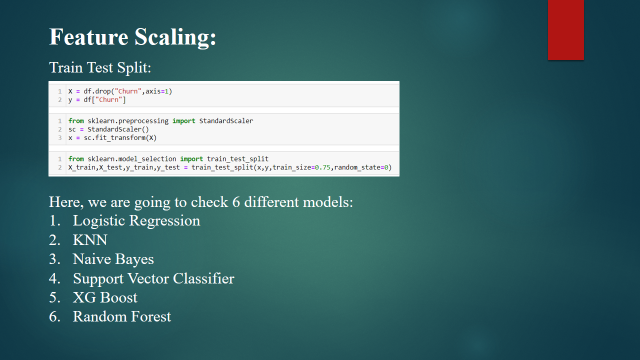 Feature Scaling:
Train Test Split:
1 X = df.drop("Churn",axis=1)
2 y = df["Churn"]
1 from sklearn.preprocessing import StandardScaler
2 sc = StandardScaler()
3 x = sc.fit_transform(X)
1 from sklearn.model_selection import train_test_split
2 X_train,X_test,y_train,y_test = train_test_split(x,y,train_size=0.75,random_state=0)
Here, we are going to check 6 different models:
1. Logistic Regression
2. KNN
3. Naive Bayes
4. Support Vector Classifier
5. XG Boost
6. Random Forest